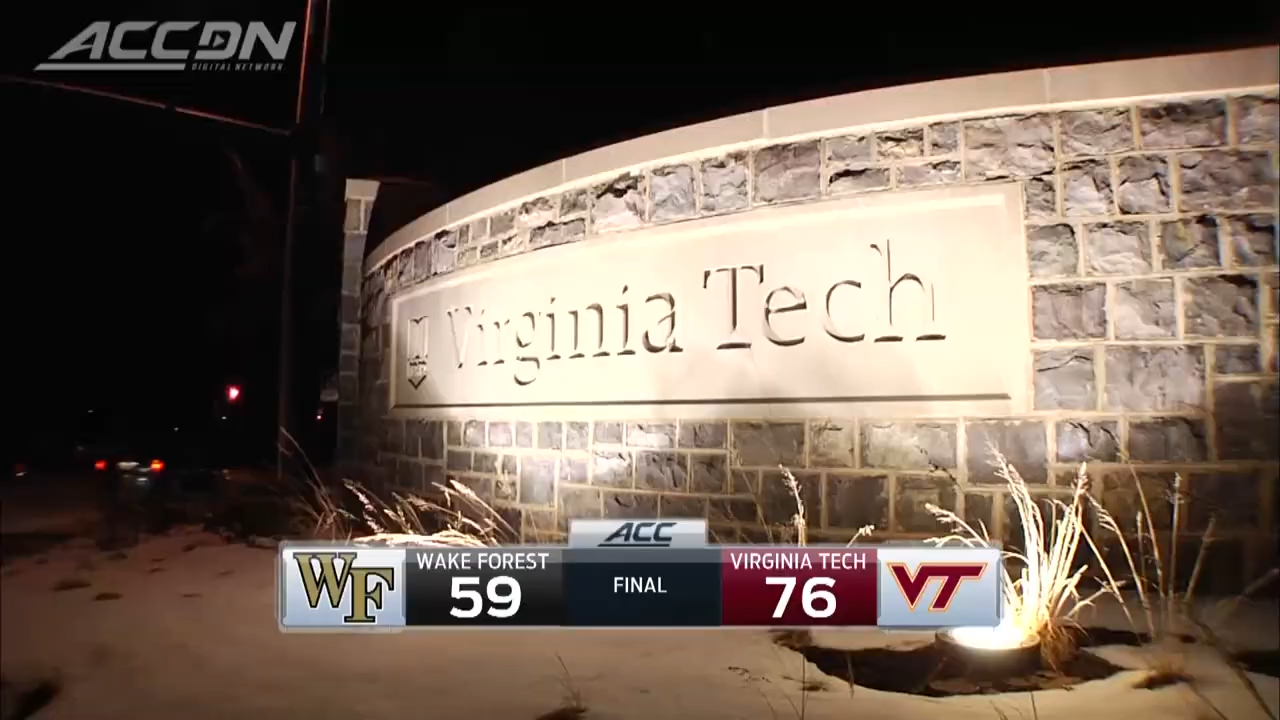 ACCDN
DIGITAL NETWORK
Virginia Tech
ACC
WF
WAKE FOREST
59
FINAL
VIRGINIA TECH
76
VT